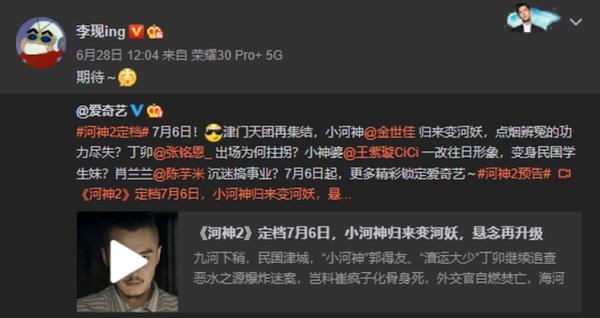 李现ing
6月28日 12:04 来自 荣耀30 Pro+ 5G
期待～
@爱奇艺
#河神2定档# 7月6日！津门天团再集结，小河神@金世佳 归来变河妖，点烟辨冤的功
力尽失？丁卯@张铭恩_ 出场为何拄拐？小神婆@王紫璇CiCi 一改往日形象，变身民国学
生妹？肖兰兰@陈芋米 沉迷搞事业？7月6日起，更多精彩锁定爱奇艺～#河神2预告#
《河神2》定档7月6日，小河神归来变河妖，悬...
《河神2》定档7月6日，小河神归来变河妖，悬念再升级
九河下梢，民国津城，“小河神”郭得友、“漕运大少”丁卯继续追查
恶水之源爆炸迷案，岂料崔疯子化骨身死，外交官自燃焚亡，海河